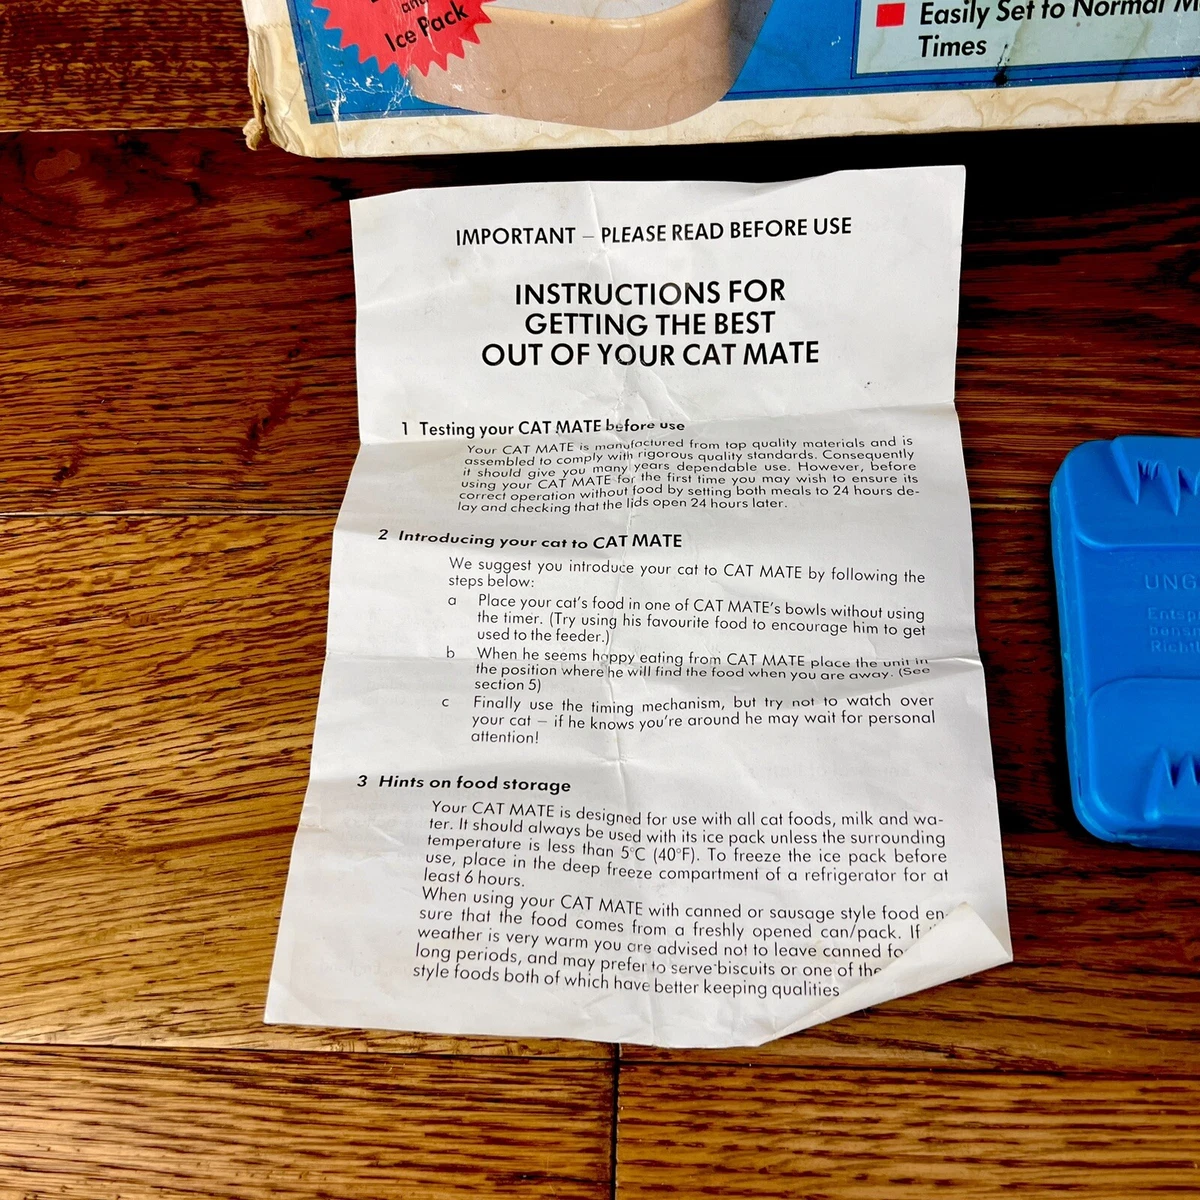 and
Ice Pack
Easily Set to Normal
Times
IMPORTANT – PLEASE READ BEFORE USE
INSTRUCTIONS FOR
GETTING THE BEST
OUT OF YOUR CAT MATE
1 Testing your CAT MATE before use
Your CAT MATE is manufactured from top quality materials and is
assembled to comply with rigorous quality standards. Consequently
it should give you many years dependable use. However, before
using your CAT MATE for the first time you may wish to ensure its
correct operation without food by setting both meals to 24 hours de-
lay and checking that the lids open 24 hours later.
2 Introducing your cat to CAT MATE
We suggest you introduce your cat to CAT MATE by following the
steps below:
a Place your cat's food in one of CAT MATE's bowls without using
the timer. (Try using his favourite food to encourage him to get
used to the feeder.)
b When he seems happy eating from CAT MATE place the unit in
the position where he will find the food when you are away. (See
section 5)
c Finally use the timing mechanism, but try not to watch over
your cat – if he knows you're around he may wait for personal
attention!
3 Hints on food storage
Your CAT MATE is designed for use with all cat foods, milk and wa-
ter. It should always be used with its ice pack unless the surrounding
temperature is less than 5°C (40°F). To freeze the ice pack before
use, place in the deep freeze compartment of a refrigerator for at
least 6 hours.
When using your CAT MATE with canned or sausage style food en-
sure that the food comes from a freshly opened can/pack. If
weather is very warm you are advised not to leave canned
long periods, and may prefer to serve biscuits or one of the
style foods both of which have better keeping qualities
UNG